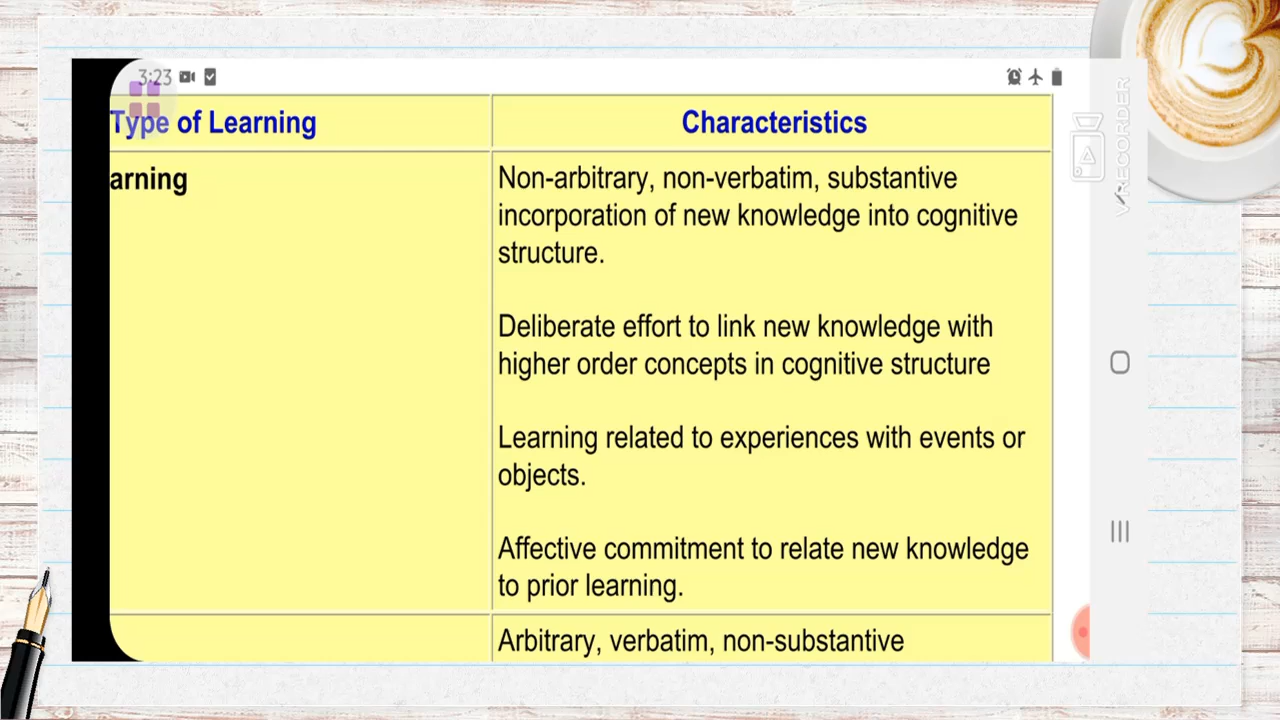 3:23
Type of Learning
Characteristics
arning
Non-arbitrary, non-verbatim, substantive
incorporation of new knowledge into cognitive
structure.
Deliberate effort to link new knowledge with
higher order concepts in cognitive structure
Learning related to experiences with events or
objects.
Affective commitment to relate new knowledge
to prior learning.
Arbitrary, verbatim, non-substantive
VRECORDER